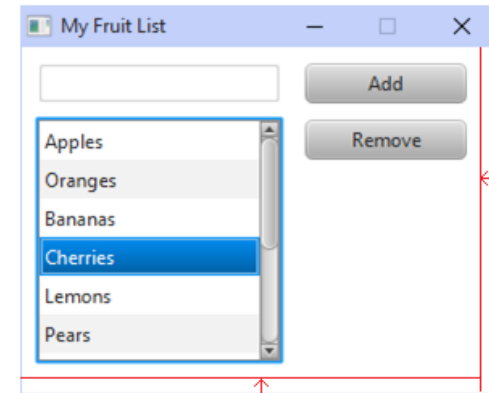 My Fruit List
Add
Remove
Apples
Oranges
Bananas
Cherries
Lemons
Pears